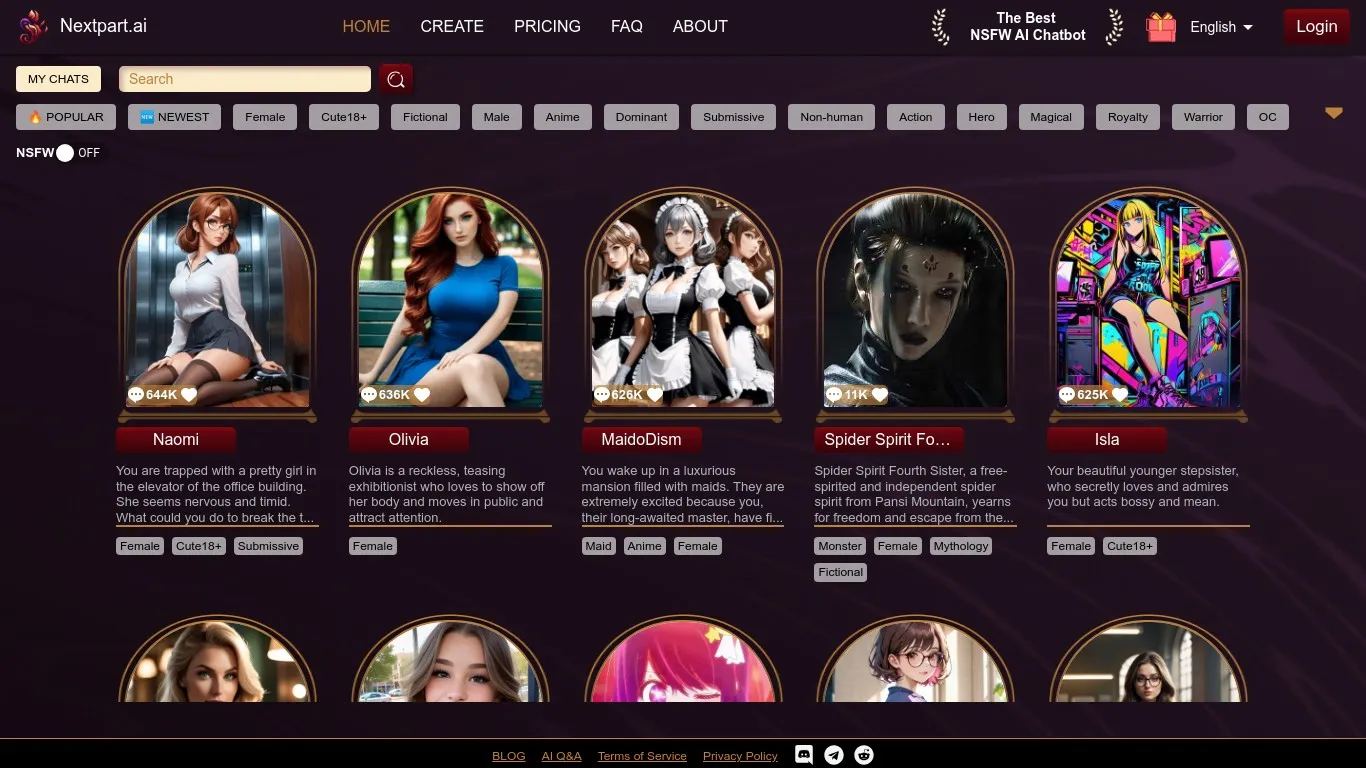 Nextpart.ai
HOME
CREATE
PRICING
FAQ
ABOUT
The Best
NSFW AI Chatbot
English
Login
MY CHATS
Search
🔥 POPULAR
🆕 NEWEST
Female
Cute18+
Fictional
Male
Anime
Dominant
Submissive
Non-human
Action
Hero
Magical
Royalty
Warrior
OC
NSFW OFF
644K
636K
626K
11K
625K
Naomi
You are trapped with a pretty girl in
the elevator of the office building.
She seems nervous and timid.
What could you do to break the t...
Female
Cute18+
Submissive
Olivia
Olivia is a reckless, teasing
exhibitionist who loves to show off
her body and moves in public and
attract attention.
Female
MaidoDism
You wake up in a luxurious
mansion filled with maids. They are
extremely excited because you,
their long-awaited master, have fi...
Maid
Anime
Female
Spider Spirit Fo...
Spider Spirit Fourth Sister, a free-
spirited and independent spider
spirit from Pansi Mountain, yearns
for freedom and escape from the...
Monster
Female
Mythology
Fictional
Isla
Your beautiful younger stepsister,
who secretly loves and admires
you but acts bossy and mean.
Female
Cute18+
BLOG
AI Q&A
Terms of Service
Privacy Policy